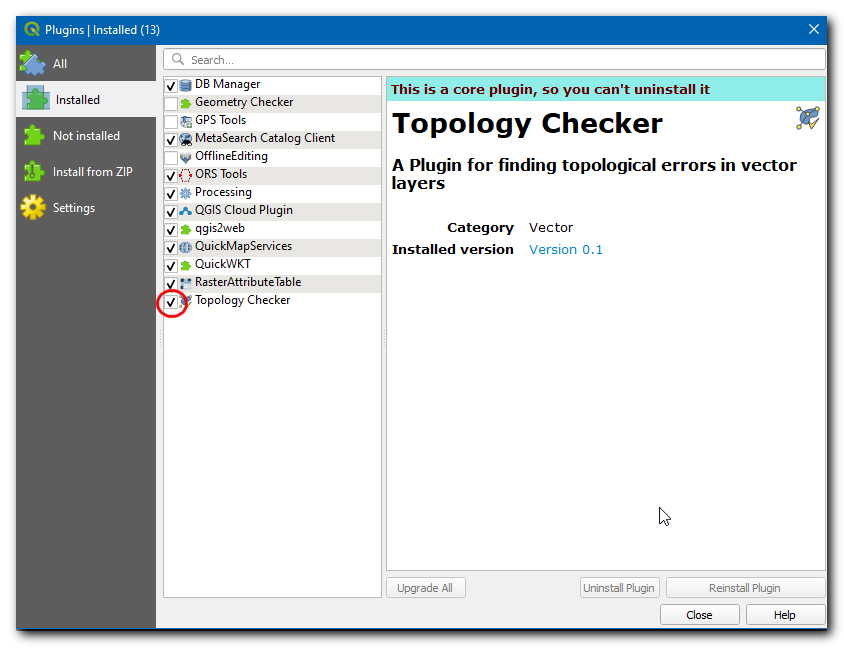 Plugins | Installed (13)
All
Installed
Not installed
Install from ZIP
Settings
Search...
DB Manager
Geometry Checker
GPS Tools
MetaSearch Catalog Client
OfflineEditing
ORS Tools
Processing
QGIS Cloud Plugin
qgis2web
QuickMapServices
QuickWKT
RasterAttributeTable
Topology Checker
This is a core plugin, so you can't uninstall it
Topology Checker
A Plugin for finding topological errors in vector
layers
Category Vector
Installed version Version 0.1
Upgrade All
Uninstall Plugin
Reinstall Plugin
Close
Help